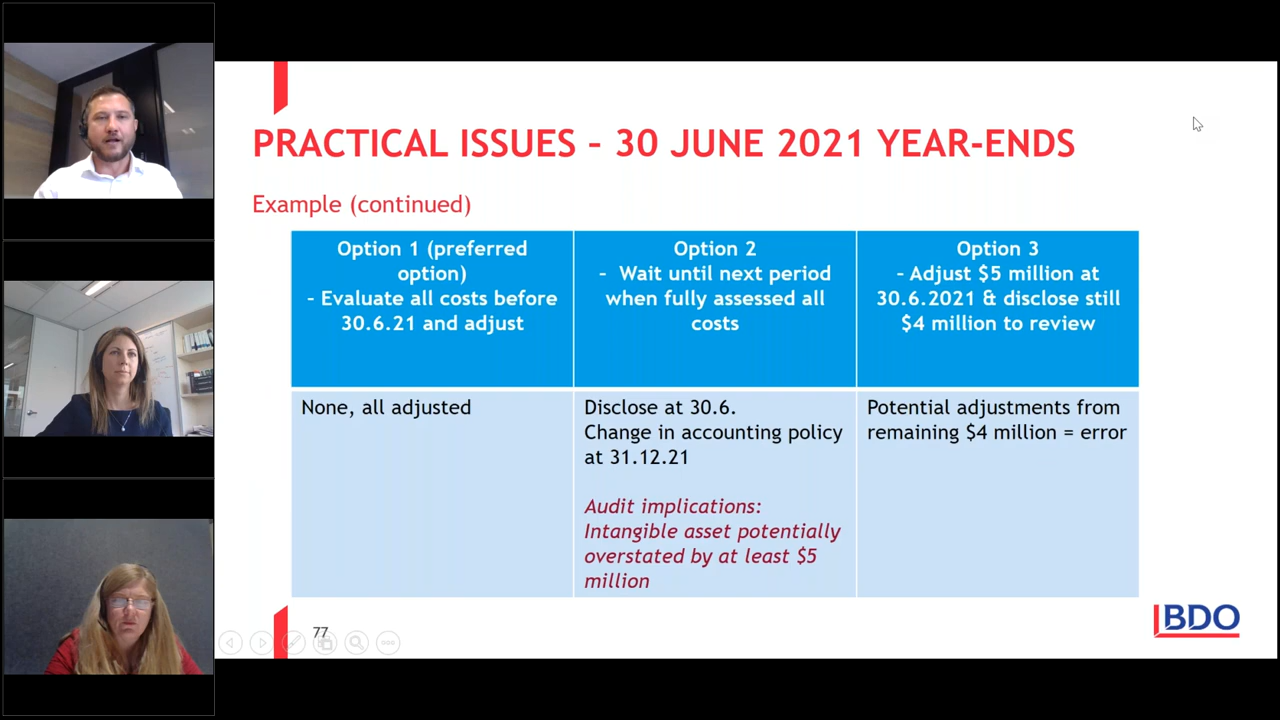 PRACTICAL ISSUES – 30 JUNE 2021 YEAR-ENDS
Example (continued)
Option 1 (preferred
option)
– Evaluate all costs before
30.6.21 and adjust
Option 2
– Wait until next period
when fully assessed all
costs
Option 3
– Adjust $5 million at
30.6.2021 & disclose still
$4 million to review
None, all adjusted
Disclose at 30.6.
Change in accounting policy
at 31.12.21
Audit implications:
Intangible asset potentially
overstated by at least $5
million
Potential adjustments from
remaining $4 million = error
77
BDO